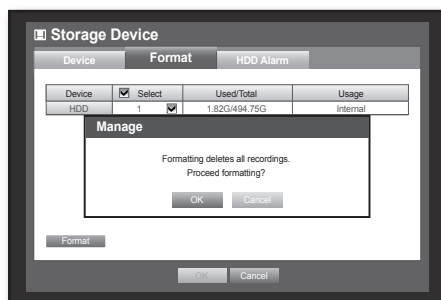 Storage Device
Device Format HDD Alarm
Device Select Used/Total Usage
HDD 1 1.82G/494.75G Internal
Manage
Formatting deletes all recordings.
Proceed formatting?
OK Cancel
Format
OK Cancel